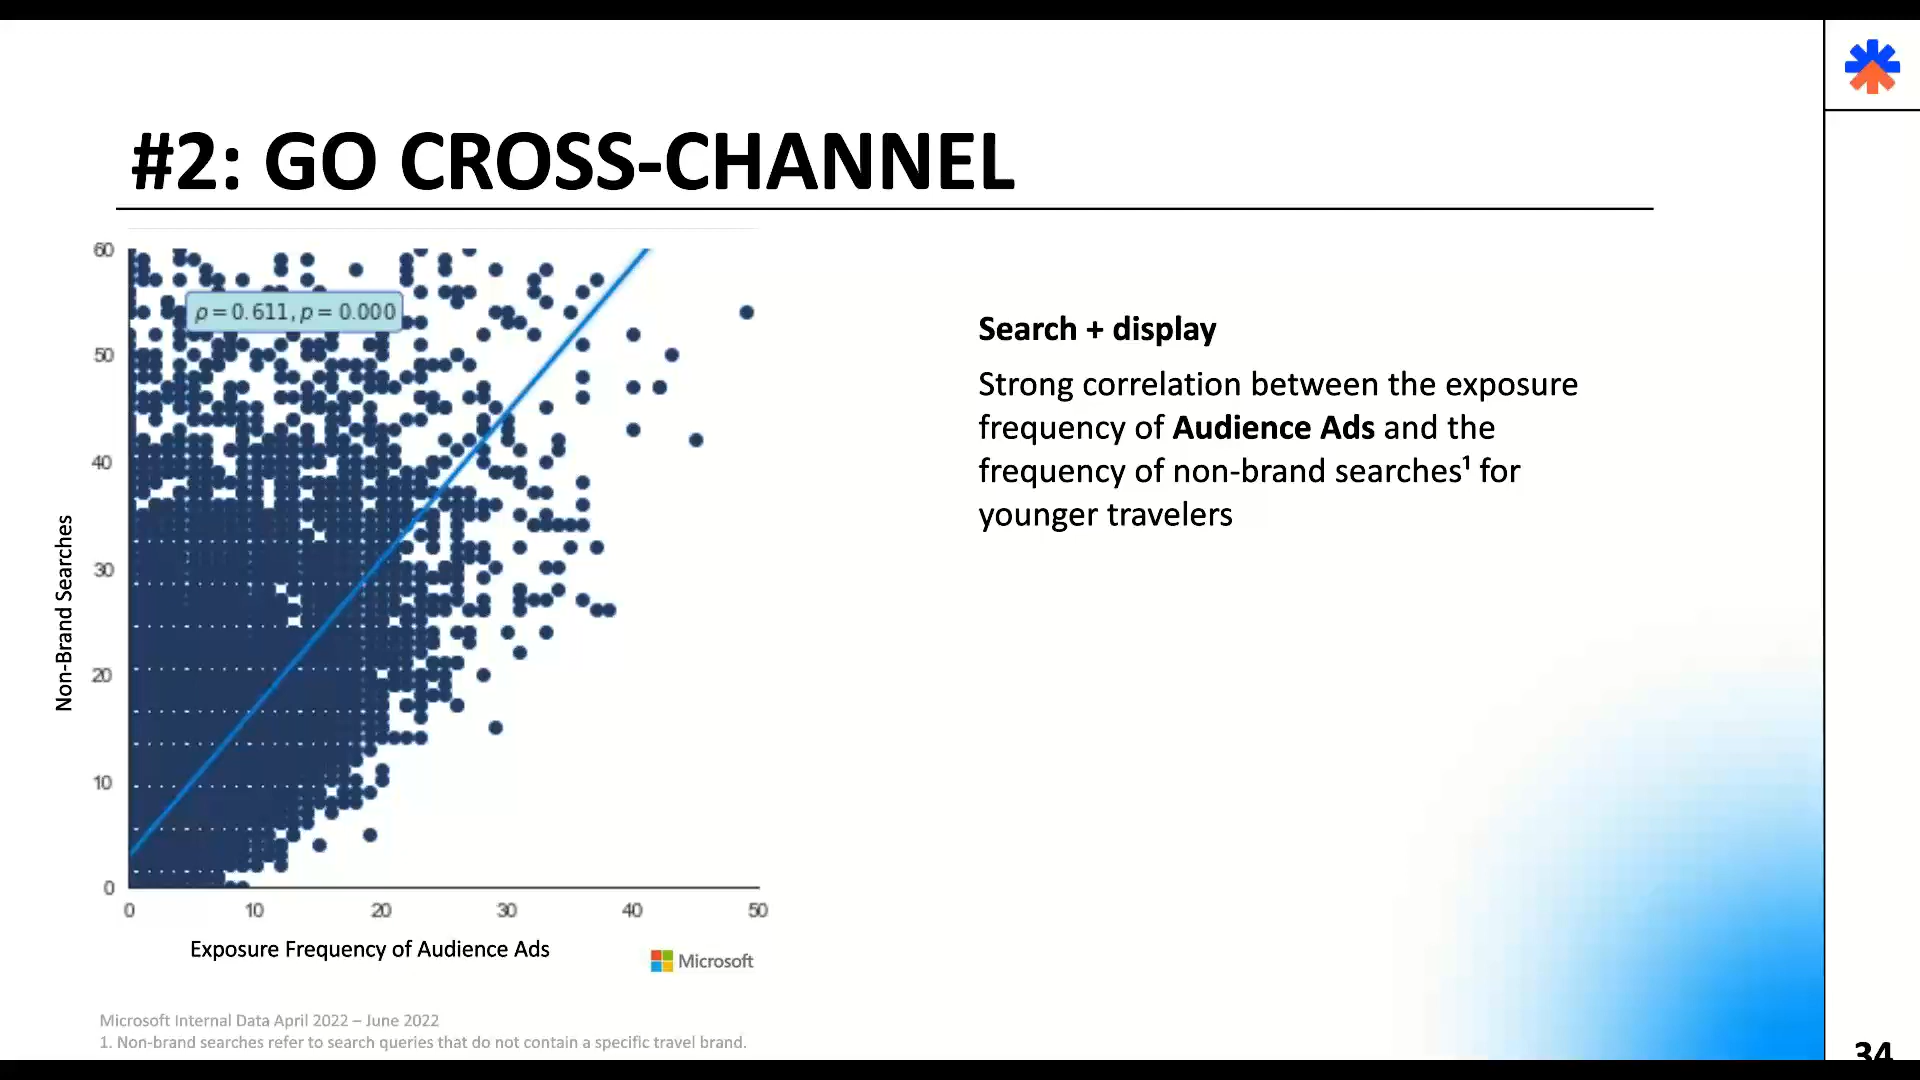 #2: GO CROSS-CHANNEL
60
50
40
30
20
10
0
ρ = 0.611, p = 0.000
Non-Brand Searches
0 10 20 30 40 50
Exposure Frequency of Audience Ads
Microsoft
Search + display
Strong correlation between the exposure
frequency of Audience Ads and the
frequency of non-brand searches¹ for
younger travelers
Microsoft Internal Data April 2022 – June 2022
1. Non-brand searches refer to search queries that do not contain a specific travel brand.
34